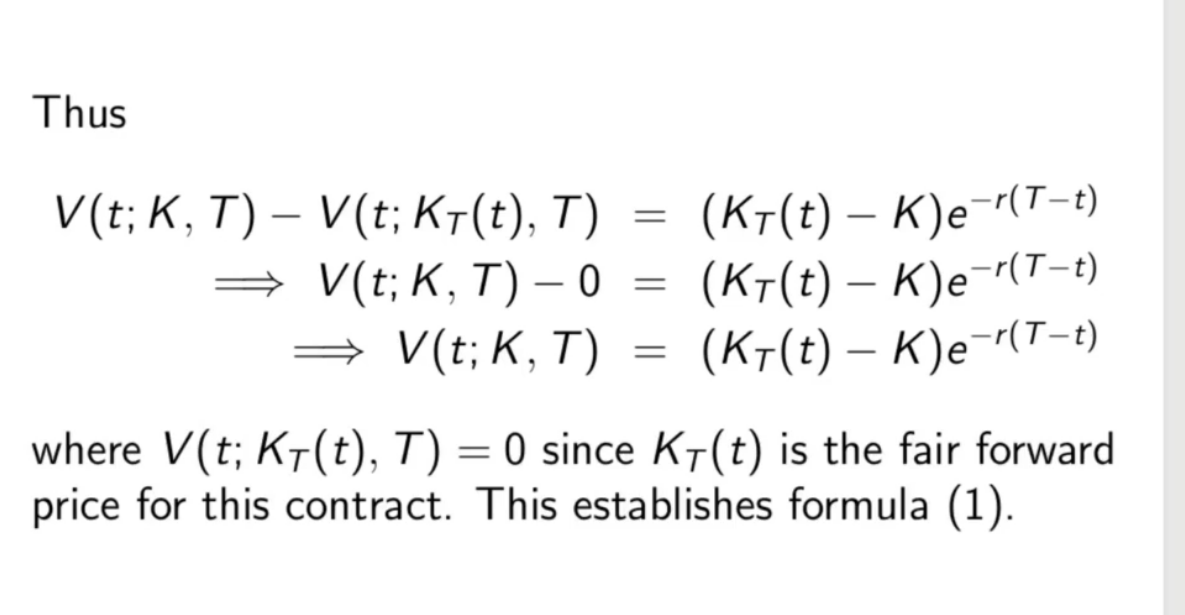 Thus
V(t; K, T) − V(t; K_T(t), T) = (K_T(t) − K)e^{−r(T−t)}
⟹ V(t; K, T) − 0 = (K_T(t) − K)e^{−r(T−t)}
⟹ V(t; K, T) = (K_T(t) − K)e^{−r(T−t)}
where V(t; K_T(t), T) = 0 since K_T(t) is the fair forward
price for this contract. This establishes formula (1).